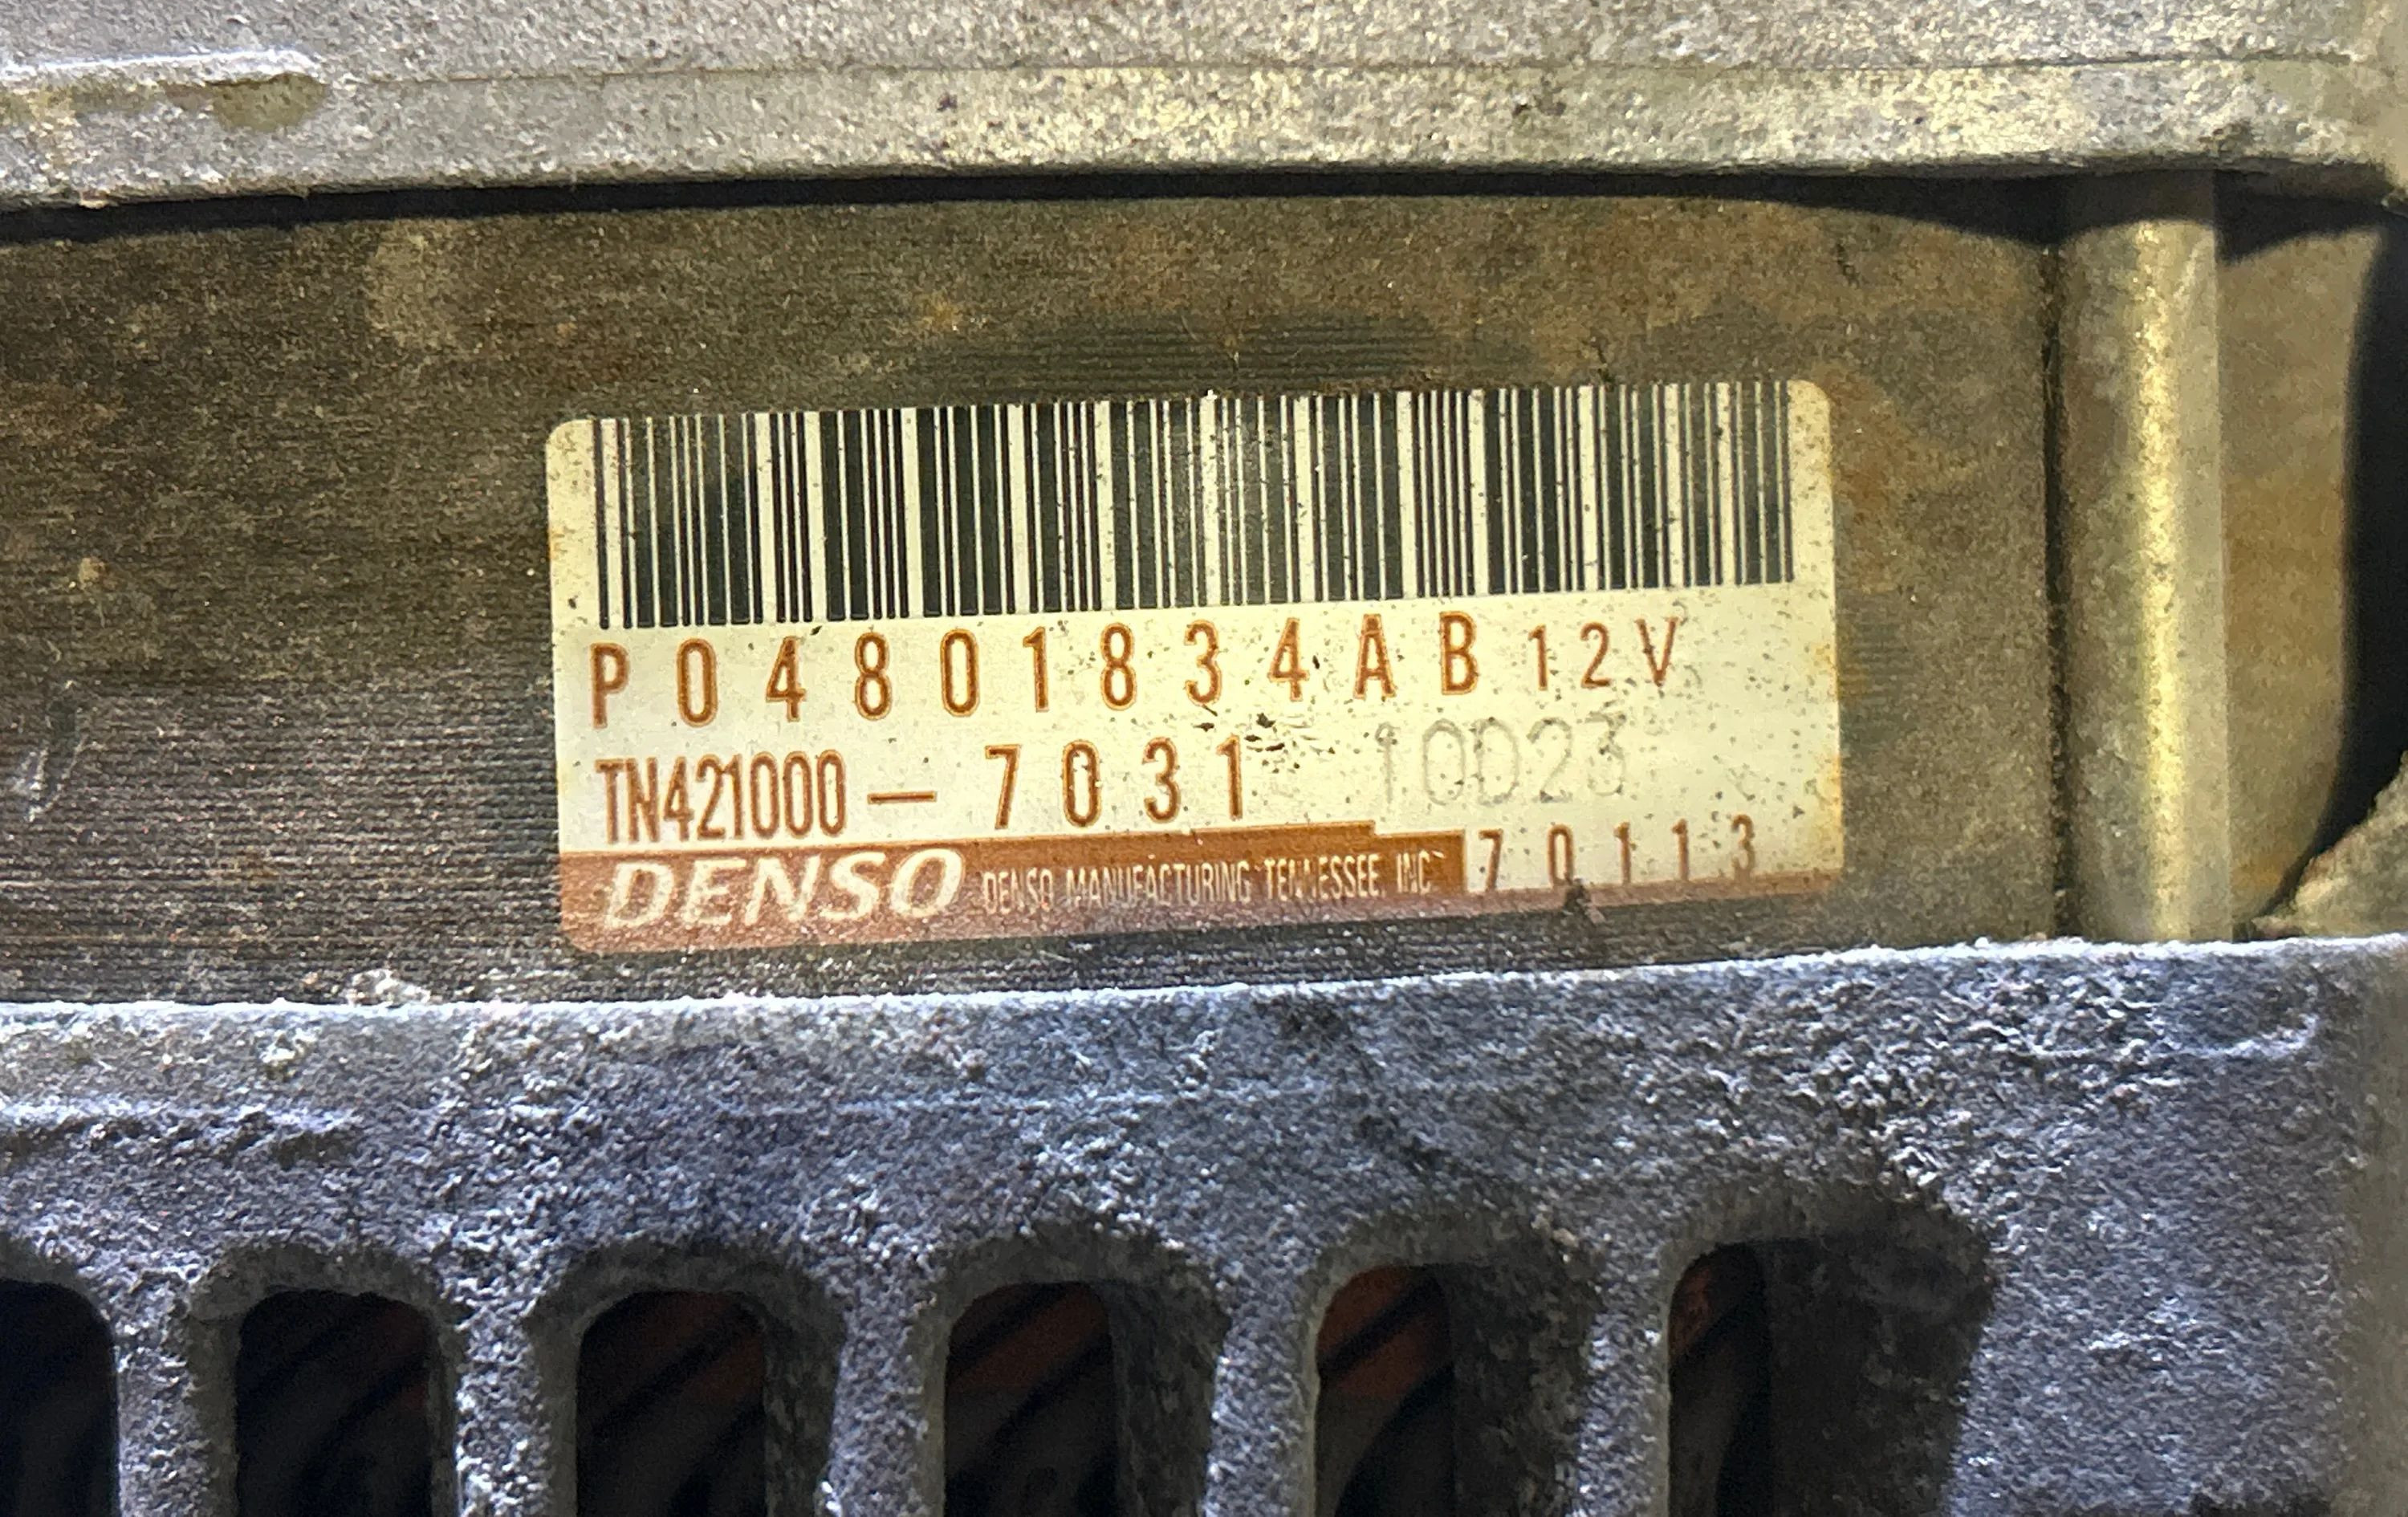 P04801834AB 12V
TN421000-7031 10D23
DENSO DENSO MANUFACTURING TENNESSEE, INC 70113